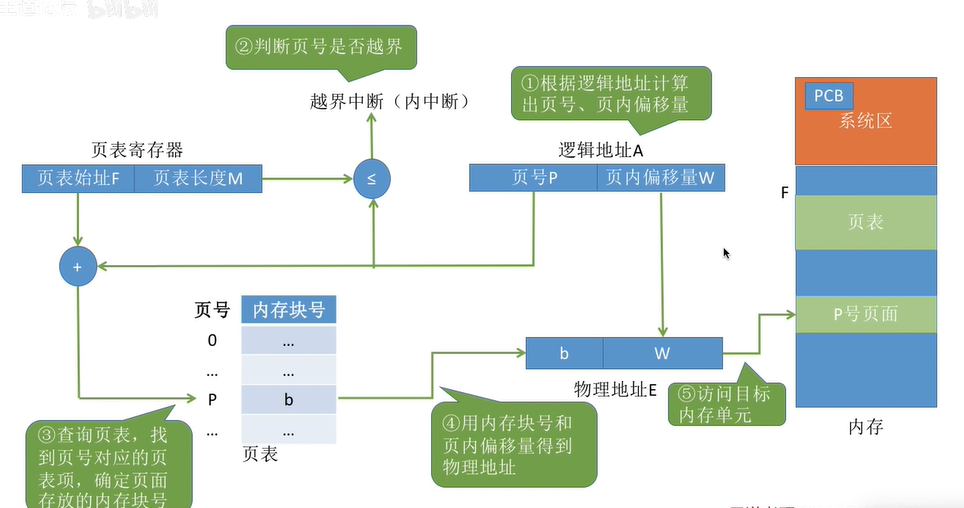 ②判断页号是否越界
越界中断（内中断）
①根据逻辑地址计算
出页号、页内偏移量
PCB
系统区
页表寄存器
逻辑地址A
页表始址F
页表长度M
≤
页号P
页内偏移量W
F
页表
+
页号
内存块号
0
...
P号页面
...
...
b
W
P
b
物理地址E
⑤访问目标
内存单元
...
...
页表
③查询页表，找
到页号对应的页
表项，确定页面
存放的内存块号
④用内存块号和
页内偏移量得到
物理地址
内存